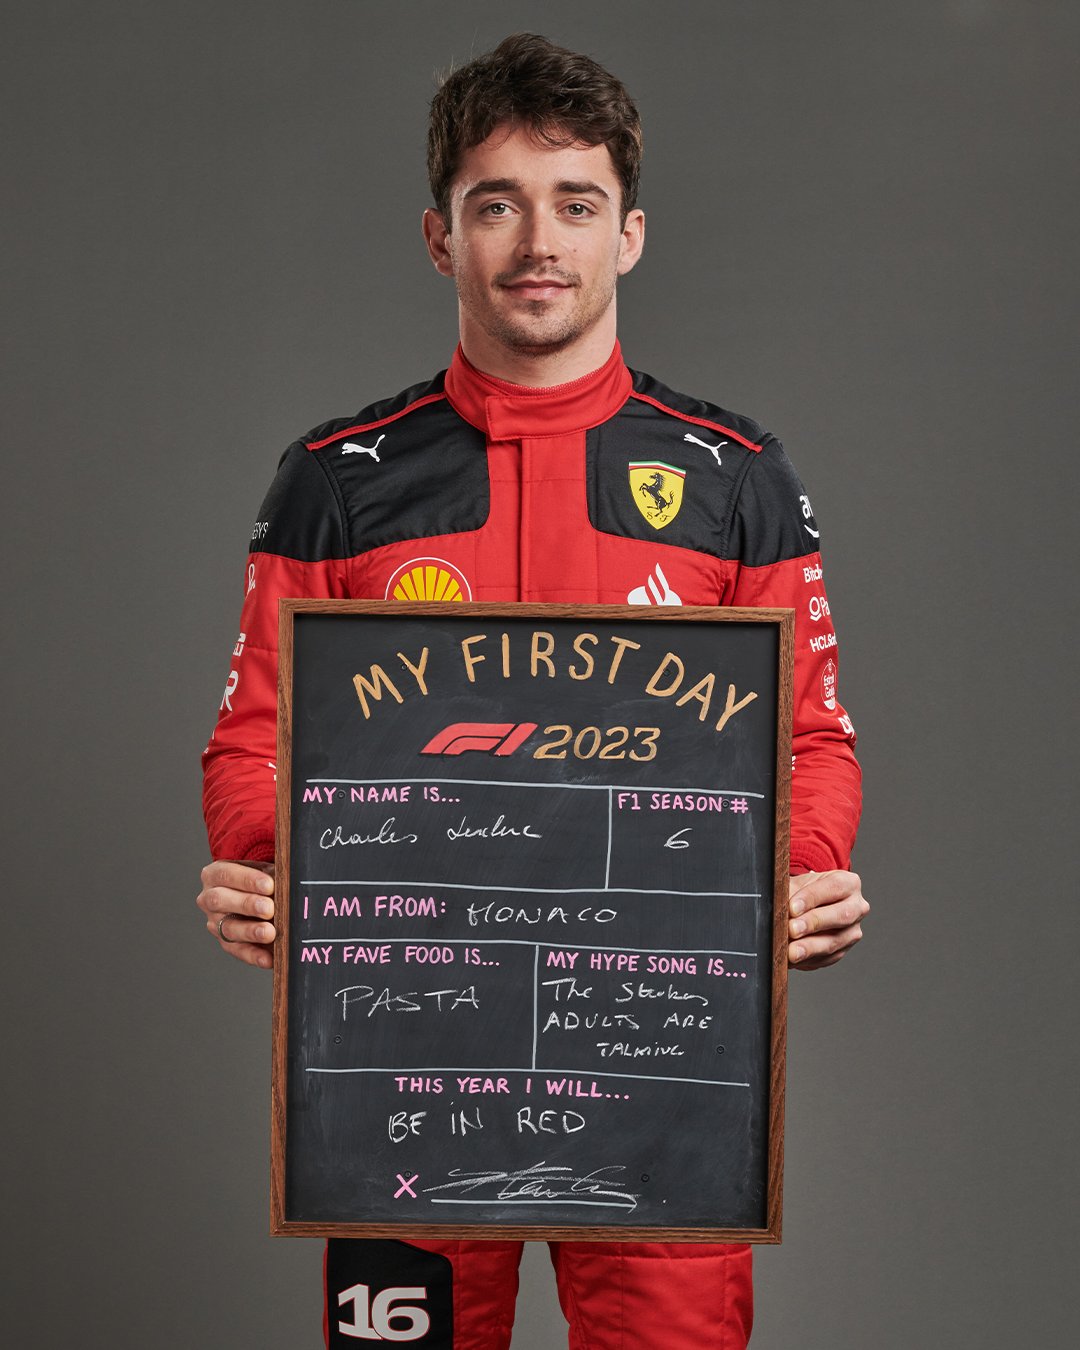 ESYS
S F
MY FIRST DAY
F1 2023
MY NAME IS...
Charles Leclerc
F1 SEASON #
6
I AM FROM: MONACO
MY FAVE FOOD IS...
PASTA
MY HYPE SONG IS...
The Strokes
ADULTS ARE
TALKING
THIS YEAR I WILL...
BE IN RED
X
16